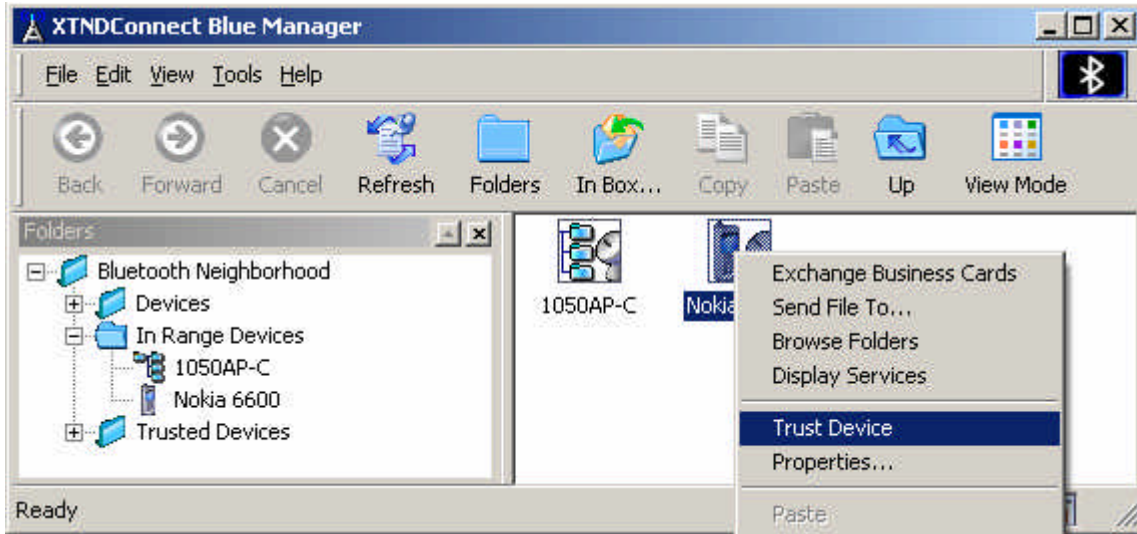 XTNDConnect Blue Manager
File Edit View Tools Help
Back Forward Cancel Refresh Folders In Box... Copy Paste Up View Mode
Folders
Bluetooth Neighborhood
Devices
In Range Devices
1050AP-C
Nokia 6600
Trusted Devices
1050AP-C
Nokia
Exchange Business Cards
Send File To...
Browse Folders
Display Services
Trust Device
Properties...
Paste
Ready